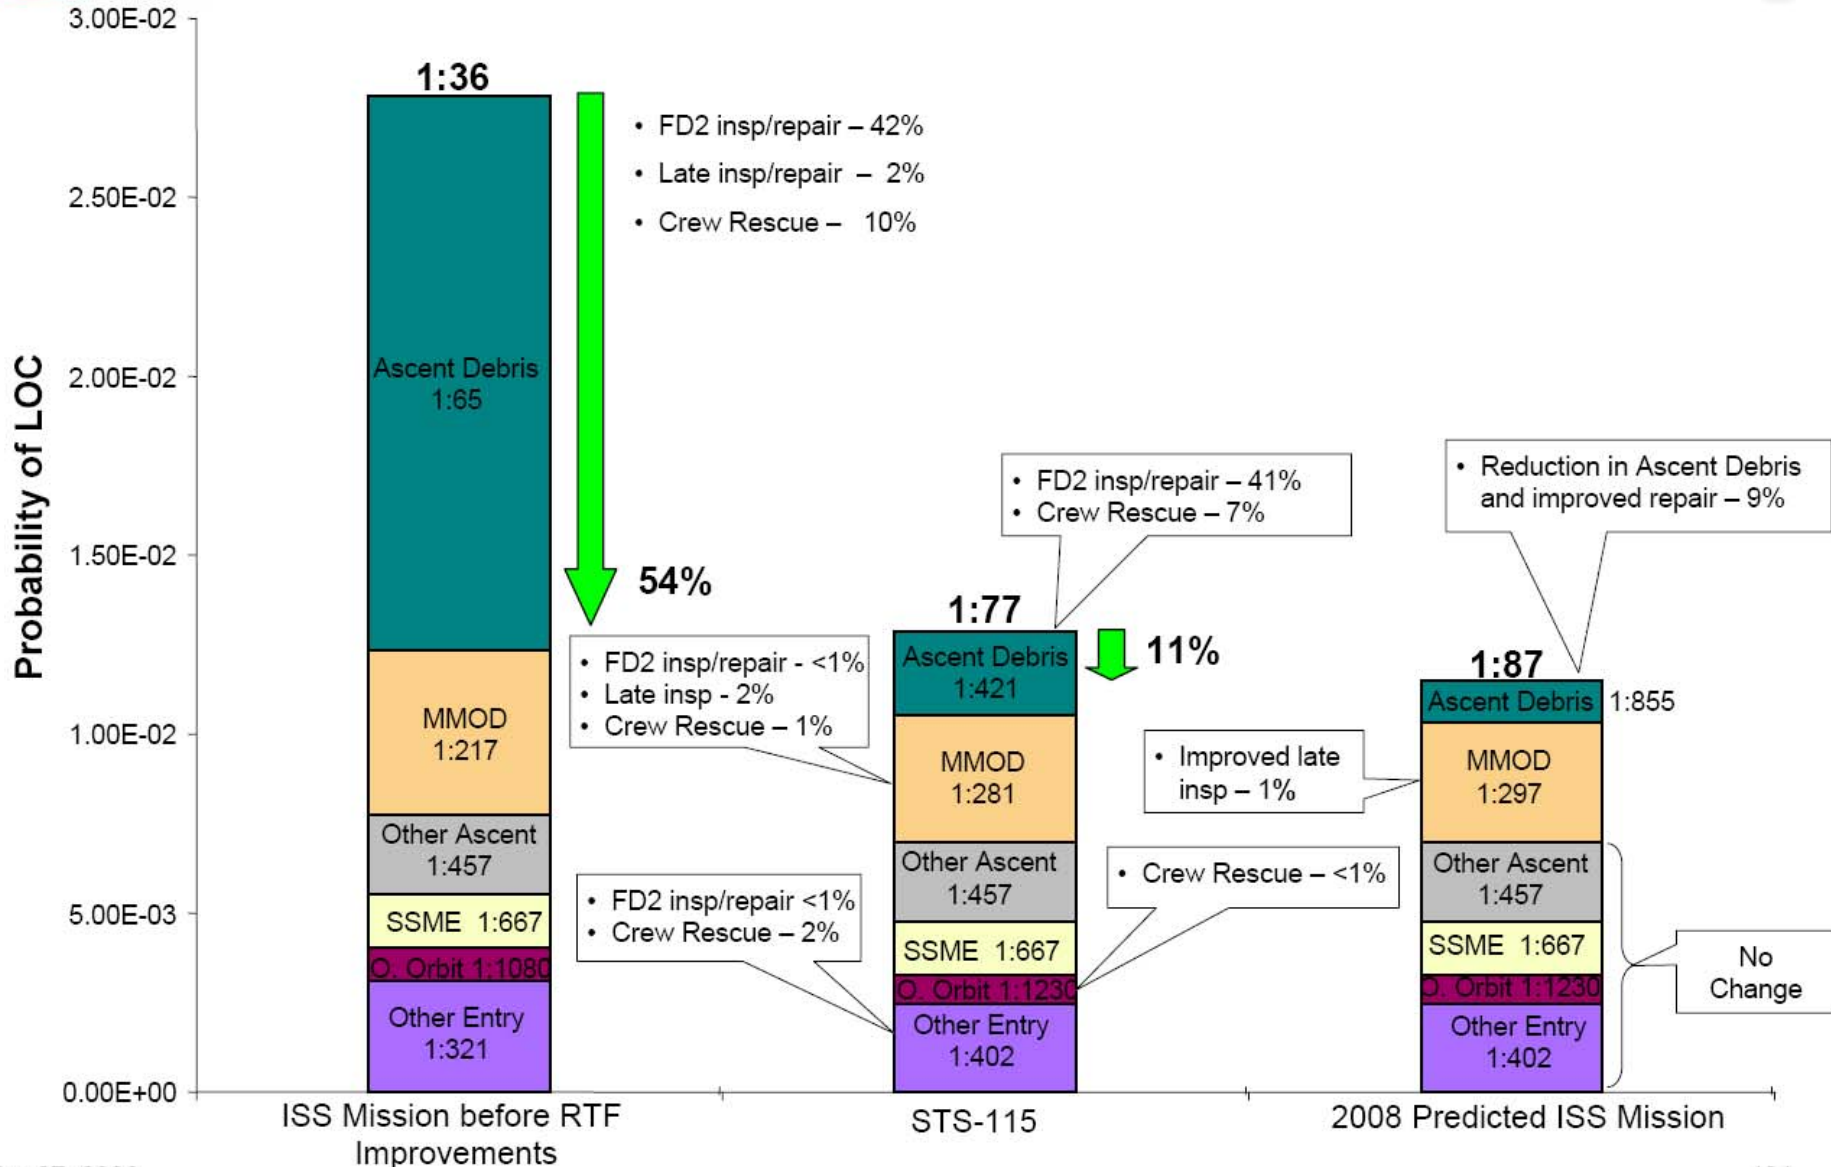 3.00E-02
2.50E-02
2.00E-02
1.50E-02
1.00E-02
5.00E-03
0.00E+00
Probability of LOC
1:36
Ascent Debris
1:65
MMOD
1:217
Other Ascent
1:457
SSME 1:667
O. Orbit 1:1080
Other Entry
1:321
ISS Mission before RTF
Improvements
• FD2 insp/repair – 42%
• Late insp/repair – 2%
• Crew Rescue – 10%
54%
• FD2 insp/repair - <1%
• Late insp - 2%
• Crew Rescue – 1%
• FD2 insp/repair <1%
• Crew Rescue – 2%
• FD2 insp/repair – 41%
• Crew Rescue – 7%
1:77
Ascent Debris
1:421
MMOD
1:281
Other Ascent
1:457
SSME 1:667
O. Orbit 1:1230
Other Entry
1:402
STS-115
11%
• Improved late
insp – 1%
• Crew Rescue – <1%
• Reduction in Ascent Debris
and improved repair – 9%
1:87
Ascent Debris 1:855
MMOD
1:297
Other Ascent
1:457
SSME 1:667
O. Orbit 1:1230
Other Entry
1:402
No
Change
2008 Predicted ISS Mission